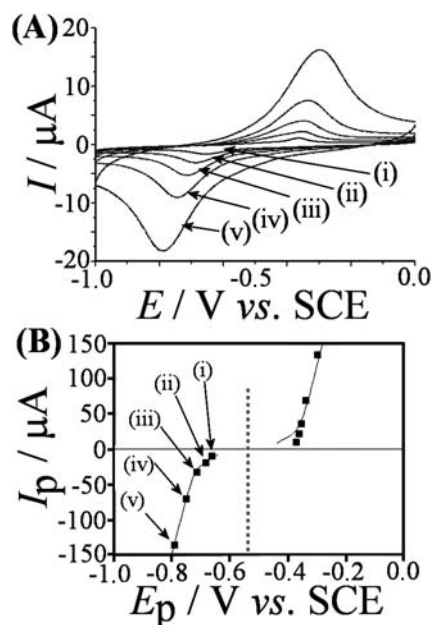 (A)
20
10
0
-10
-20
I / µA
(i)
(ii)
(iii)
(iv)
(v)
-1.0 -0.5 0.0
E / V vs. SCE
(B)
150
100
50
0
-50
-100
-150
I p / µA
(i)
(ii)
(iii)
(iv)
(v)
-1.0 -0.8 -0.6 -0.4 -0.2 0.0
E p / V vs. SCE